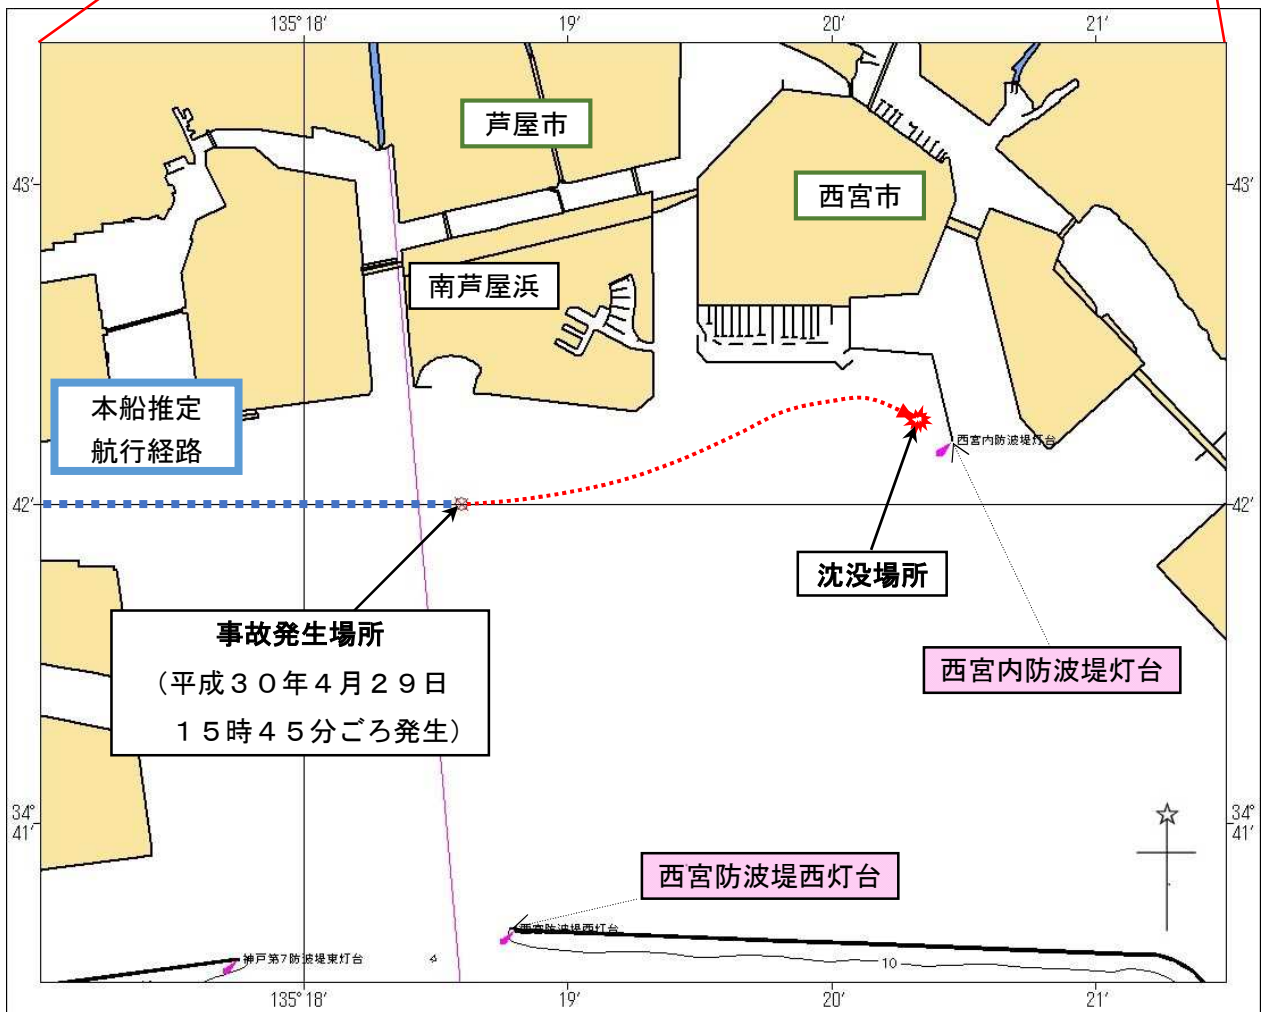 135° 18′
19′
20′
21′
芦屋市
43′
西宮市
43′
南芦屋浜
本船推定
航行経路
西宮内防波堤灯台
42′
42′
沈没場所
事故発生場所
（平成３０年４月２９日
１５時４５分ごろ発生）
西宮内防波堤灯台
34°
41′
34°
41′
西宮防波堤西灯台
西宮防波堤西灯台
神戸第7防波堤東灯台
10
135° 18′
19′
20′
21′